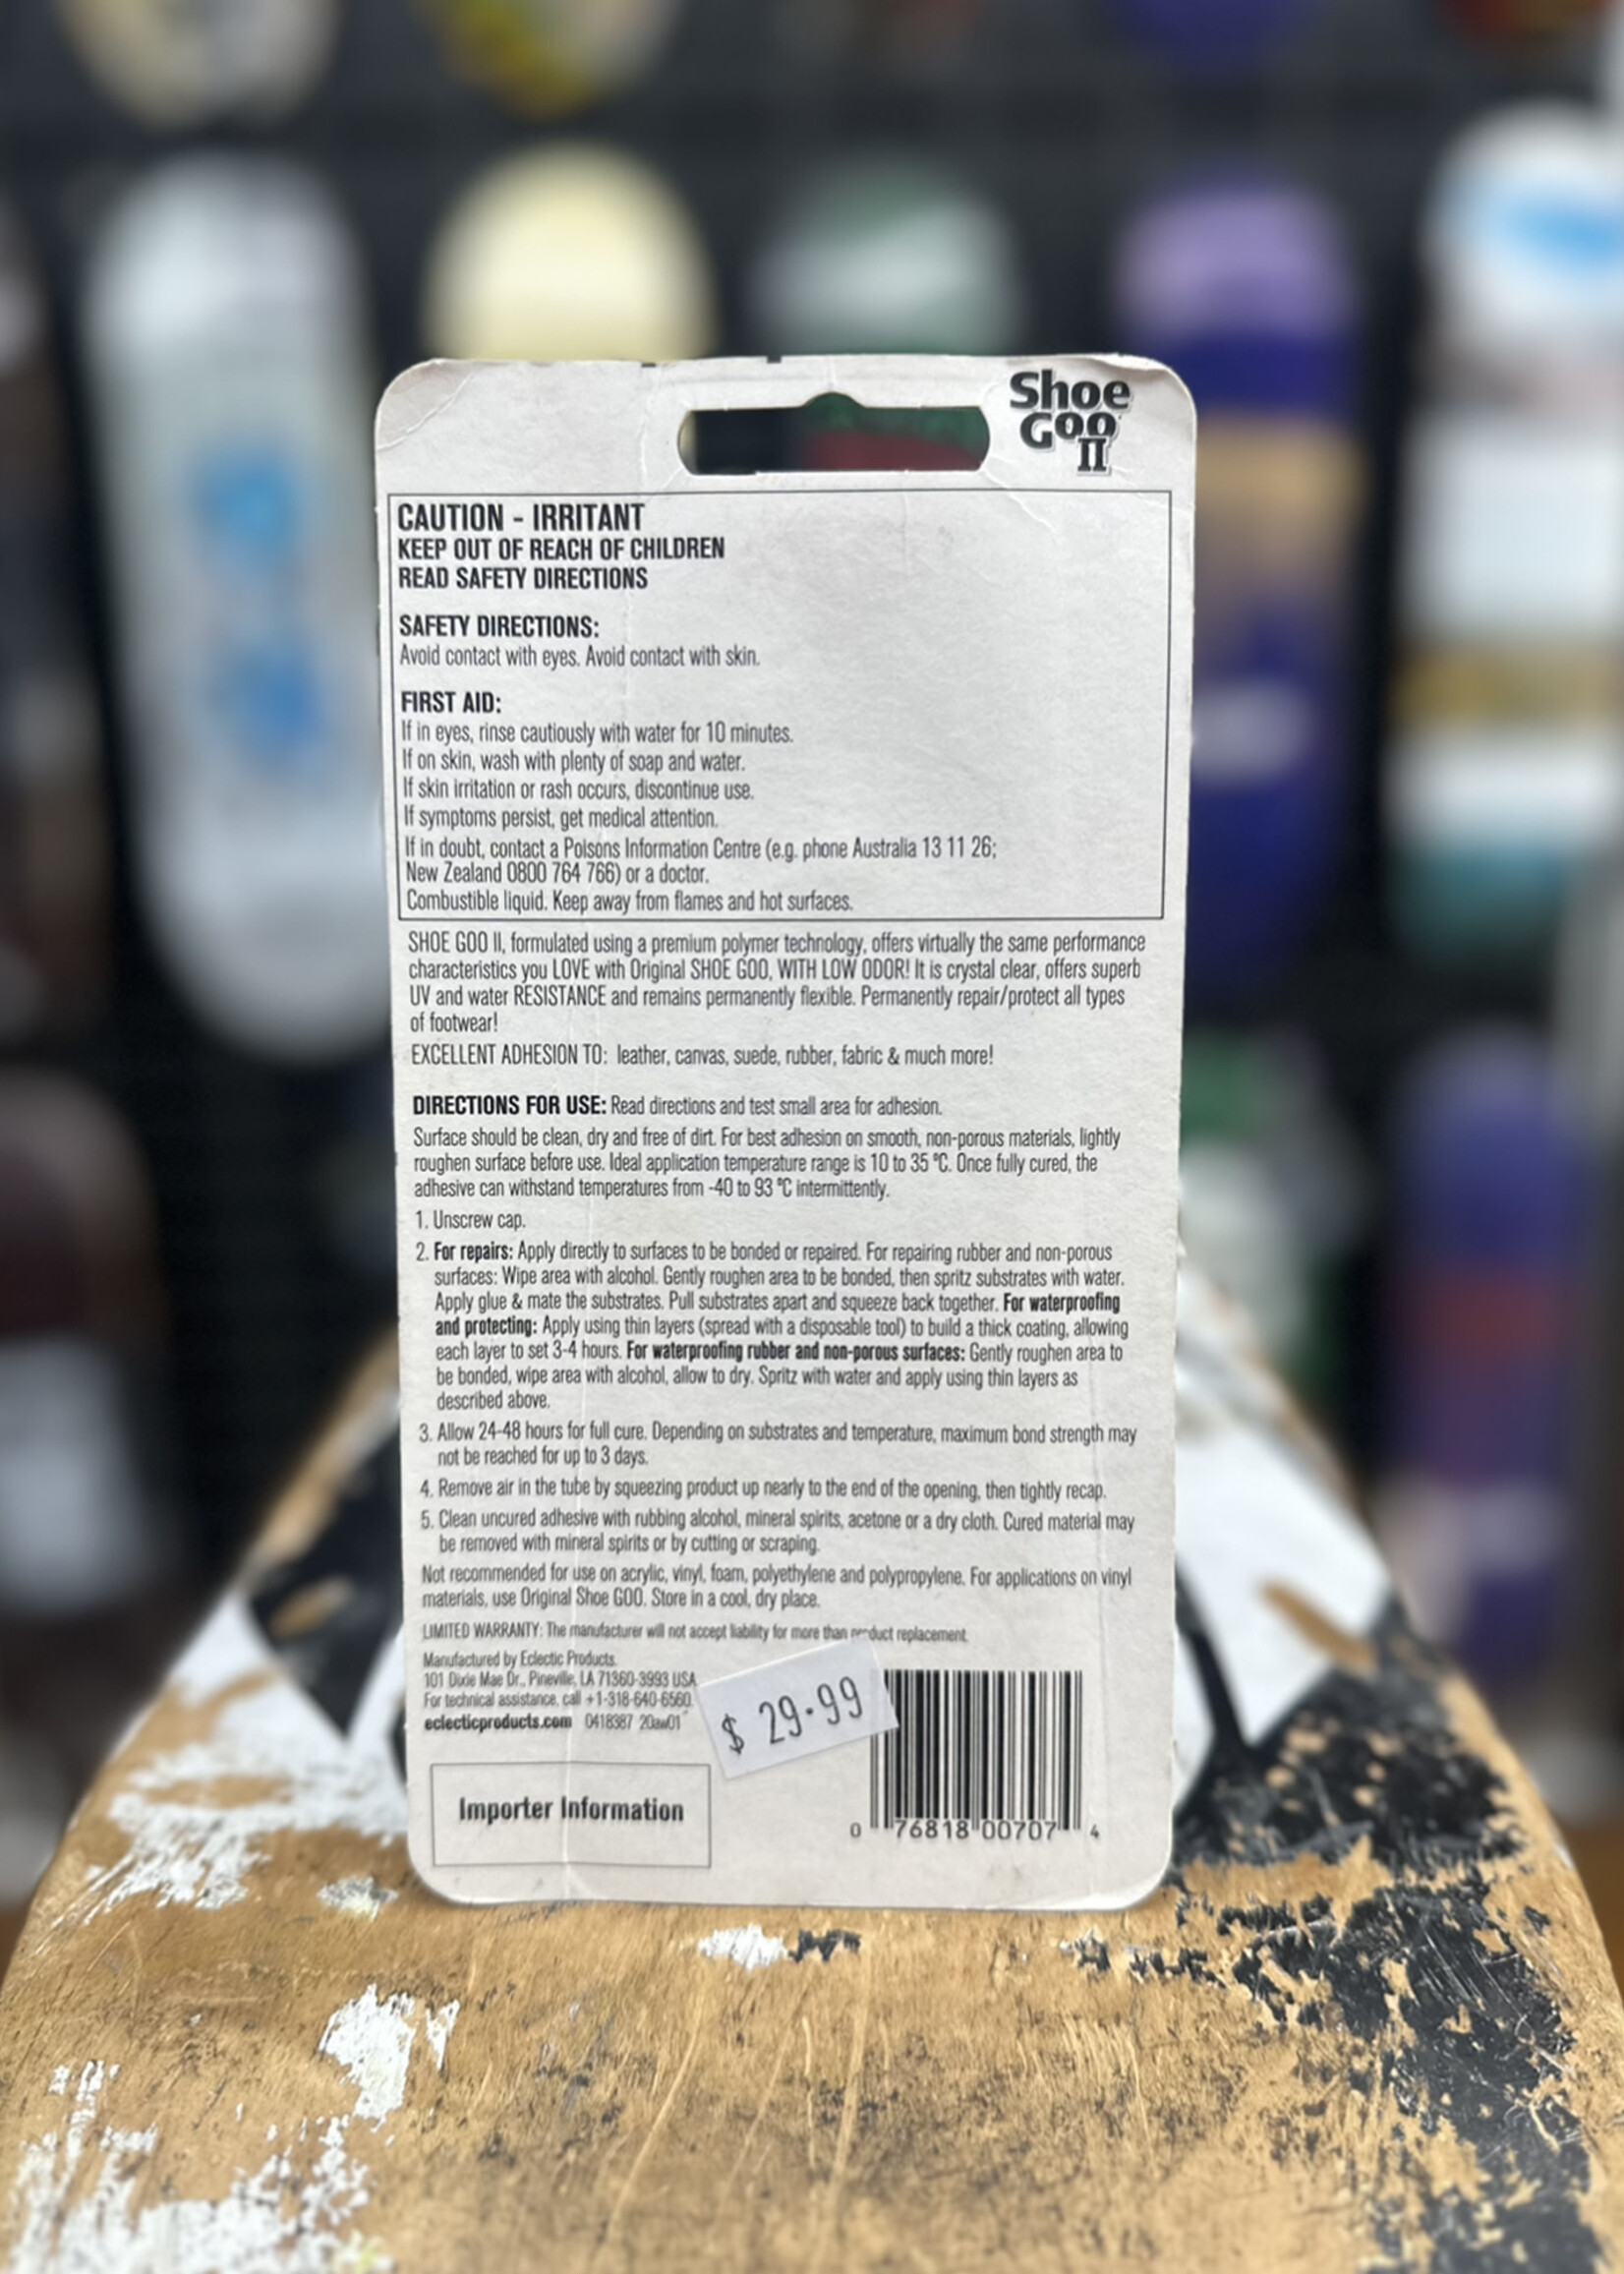 Shoe
Goo
II
CAUTION - IRRITANT
KEEP OUT OF REACH OF CHILDREN
READ SAFETY DIRECTIONS
SAFETY DIRECTIONS:
Avoid contact with eyes. Avoid contact with skin.
FIRST AID:
If in eyes, rinse cautiously with water for 10 minutes.
If on skin, wash with plenty of soap and water.
If skin irritation or rash occurs, discontinue use.
If symptoms persist, get medical attention.
If in doubt, contact a Poisons Information Centre (e.g. phone Australia 13 11 26;
New Zealand 0800 764 766) or a doctor.
Combustible liquid. Keep away from flames and hot surfaces.
SHOE GOO II, formulated using a premium polymer technology, offers virtually the same performance
characteristics you LOVE with Original SHOE GOO, WITH LOW ODOR! It is crystal clear, offers superb
UV and water RESISTANCE and remains permanently flexible. Permanently repair/protect all types
of footwear!
EXCELLENT ADHESION TO: leather, canvas, suede, rubber, fabric & much more!
DIRECTIONS FOR USE: Read directions and test small area for adhesion.
Surface should be clean, dry and free of dirt. For best adhesion on smooth, non-porous materials, lightly
roughen surface before use. Ideal application temperature range is 10 to 35 °C. Once fully cured, the
adhesive can withstand temperatures from -40 to 93 °C intermittently.
1. Unscrew cap.
2. For repairs: Apply directly to surfaces to be bonded or repaired. For repairing rubber and non-porous
surfaces: Wipe area with alcohol. Gently roughen area to be bonded, then spritz substrates with water.
Apply glue & mate the substrates. Pull substrates apart and squeeze back together. For waterproofing
and protecting: Apply using thin layers (spread with a disposable tool) to build a thick coating, allowing
each layer to set 3-4 hours. For waterproofing rubber and non-porous surfaces: Gently roughen area to
be bonded, wipe area with alcohol, allow to dry. Spritz with water and apply using thin layers as
described above.
3. Allow 24-48 hours for full cure. Depending on substrates and temperature, maximum bond strength may
not be reached for up to 3 days.
4. Remove air in the tube by squeezing product up nearly to the end of the opening, then tightly recap.
5. Clean uncured adhesive with rubbing alcohol, mineral spirits, acetone or a dry cloth. Cured material may
be removed with mineral spirits or by cutting or scraping.
Not recommended for use on acrylic, vinyl, foam, polyethylene and polypropylene. For applications on vinyl
materials, use Original Shoe GOO. Store in a cool, dry place.
LIMITED WARRANTY: The manufacturer will not accept liability for more than product replacement.
Manufactured by Eclectic Products.
101 Dixie Mae Dr., Pineville, LA 71360-3993 USA
For technical assistance, call +1-318-640-6560.
eclecticproducts.com 0418387 20aw01
$ 29.99
Importer Information
0 76818 00707 4